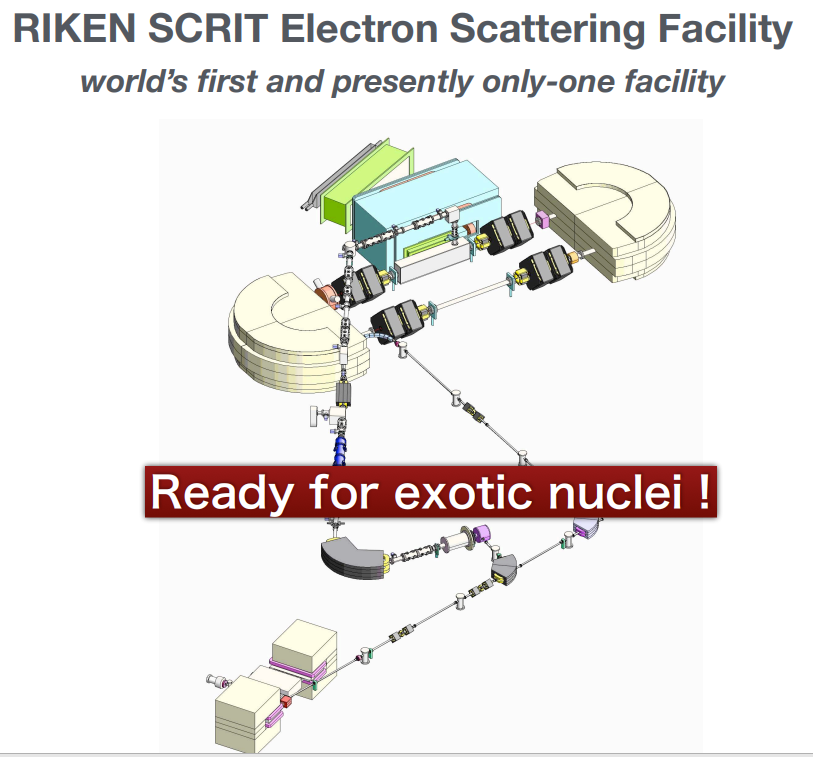 RIKEN SCRIT Electron Scattering Facility
world's first and presently only-one facility
Ready for exotic nuclei !